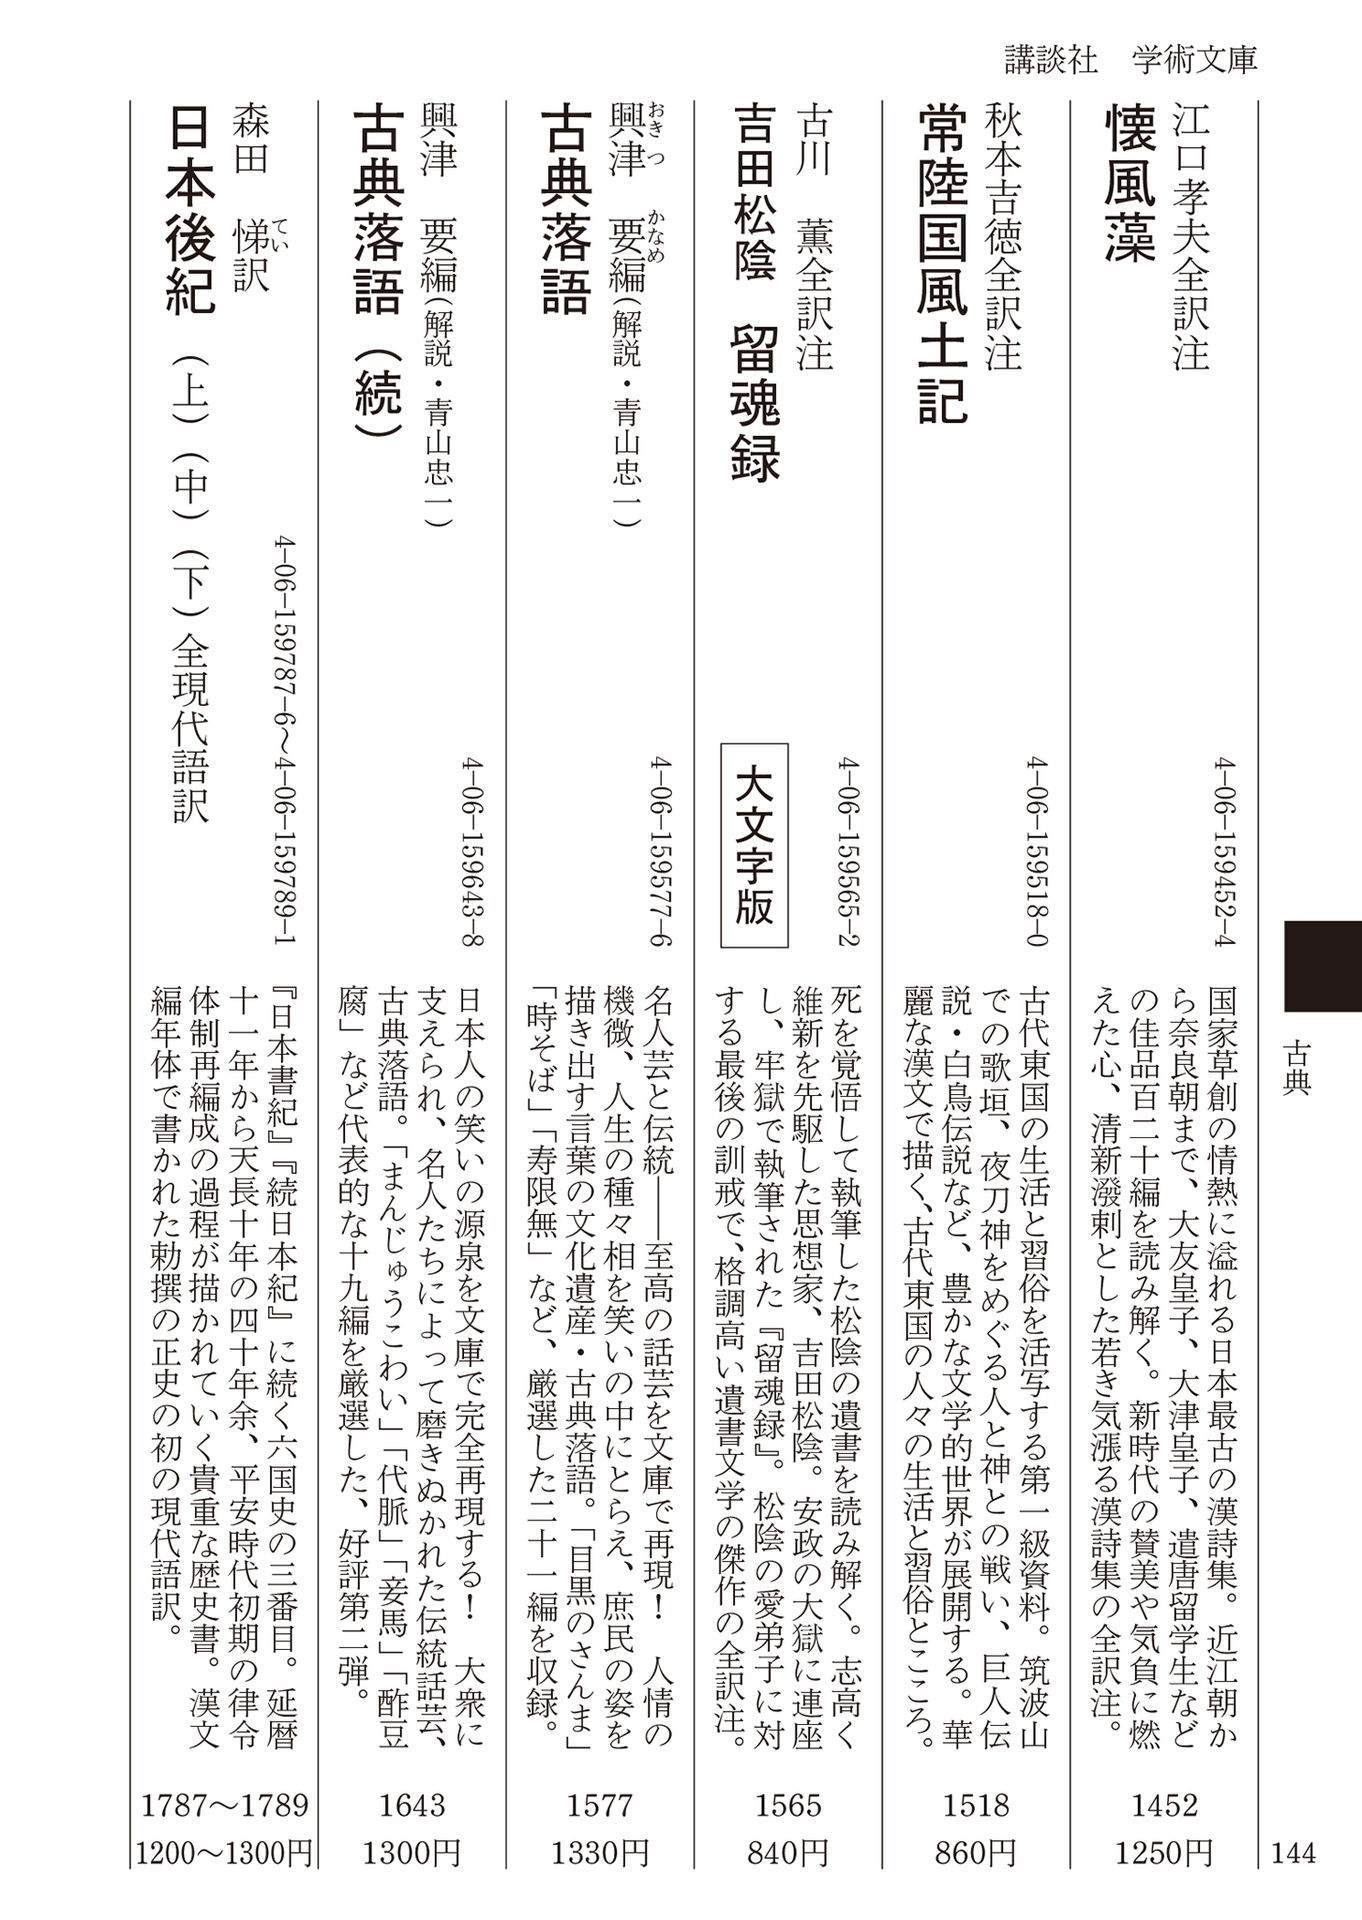 講談社　学術文庫
江口孝夫全訳注
懐風藻
4-06-159452-4
国家草創の情熱に溢れる日本最古の漢詩集。近江朝か
ら奈良朝まで、大友皇子、大津皇子、遣唐留学生など
の佳品百二十編を読み解く。新時代の賛美や気負に燃
えた心、清新潑剌とした若き気漲る漢詩集の全訳注。
1452
1250円
秋本吉徳全訳注
常陸国風土記
4-06-159518-0
古代東国の生活と習俗を活写する第一級資料。筑波山
での歌垣、夜刀神をめぐる人と神との戦い、巨人伝
説・白鳥伝説など、豊かな文学的世界が展開する。華
麗な漢文で描く、古代東国の人々の生活と習俗とこころ。
1518
860円
古川　薫全訳注
吉田松陰　留魂録
4-06-159565-2
大文字版
死を覚悟して執筆した松陰の遺書を読み解く。志高く
維新を先駆した思想家、吉田松陰。安政の大獄に連座
し、牢獄で執筆された『留魂録』。松陰の愛弟子に対
する最後の訓戒で、格調高い遺書文学の傑作の全訳注。
1565
840円
おきつ　かなめ
興津　要編（解説・青山忠一）
古典落語
4-06-159577-6
名人芸と伝統――至高の話芸を文庫で再現！　人情の
機微、人生の種々相を笑いの中にとらえ、庶民の姿を
描き出す言葉の文化遺産・古典落語。「目黒のさんま」
「時そば」「寿限無」など、厳選した二十一編を収録。
1577
1330円
興津　要編（解説・青山忠一）
古典落語（続）
4-06-159643-8
日本人の笑いの源泉を文庫で完全再現する！　大衆に
支えられ、名人たちによって磨きぬかれた伝統話芸、
古典落語。「まんじゅうこわい」「代脈」「妾馬」「酢豆
腐」など代表的な十九編を厳選した、好評第二弾。
1643
1300円
てい
森田　悌訳
日本後紀（上）（中）（下）全現代語訳
4-06-159787-6〜4-06-159789-1
『日本書紀』『続日本紀』に続く六国史の三番目。延暦
十一年から天長十年の四十年余、平安時代初期の律令
体制再編成の過程が描かれていく貴重な歴史書。漢文
編年体で書かれた勅撰の正史の初の現代語訳。
1787〜1789
1200〜1300円
古典
144